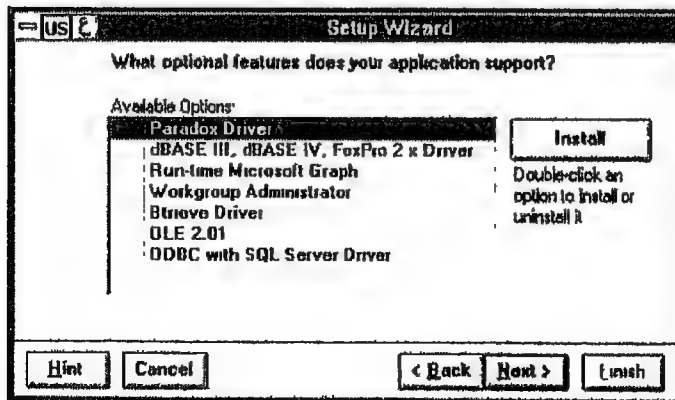 US ع Setup Wizard
What optional features does your application support?
Available Options:
Paradox Driver
dBASE III, dBASE IV, FoxPro 2 x Driver
Run-time Microsoft Graph
Workgroup Administrator
Btrieve Driver
OLE 2.01
ODBC with SQL Server Driver
Install
Double-click an
option to install or
uninstall it
Hint Cancel < Back Next > Finish